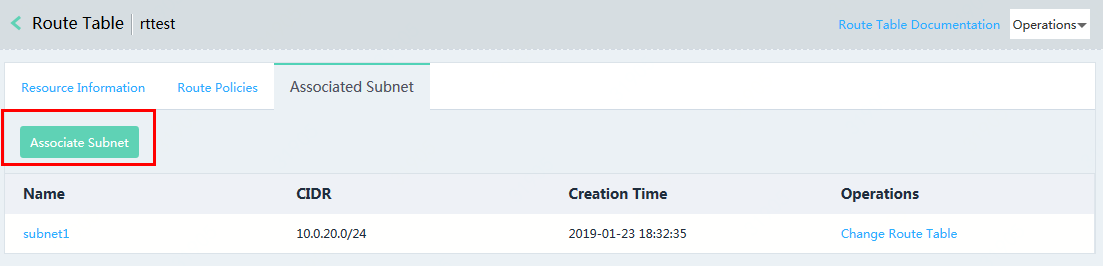 Route Table rttest Route Table Documentation Operations
Resource Information Route Policies Associated Subnet
Associate Subnet
Name CIDR Creation Time Operations
subnet1 10.0.20.0/24 2019-01-23 18:32:35 Change Route Table